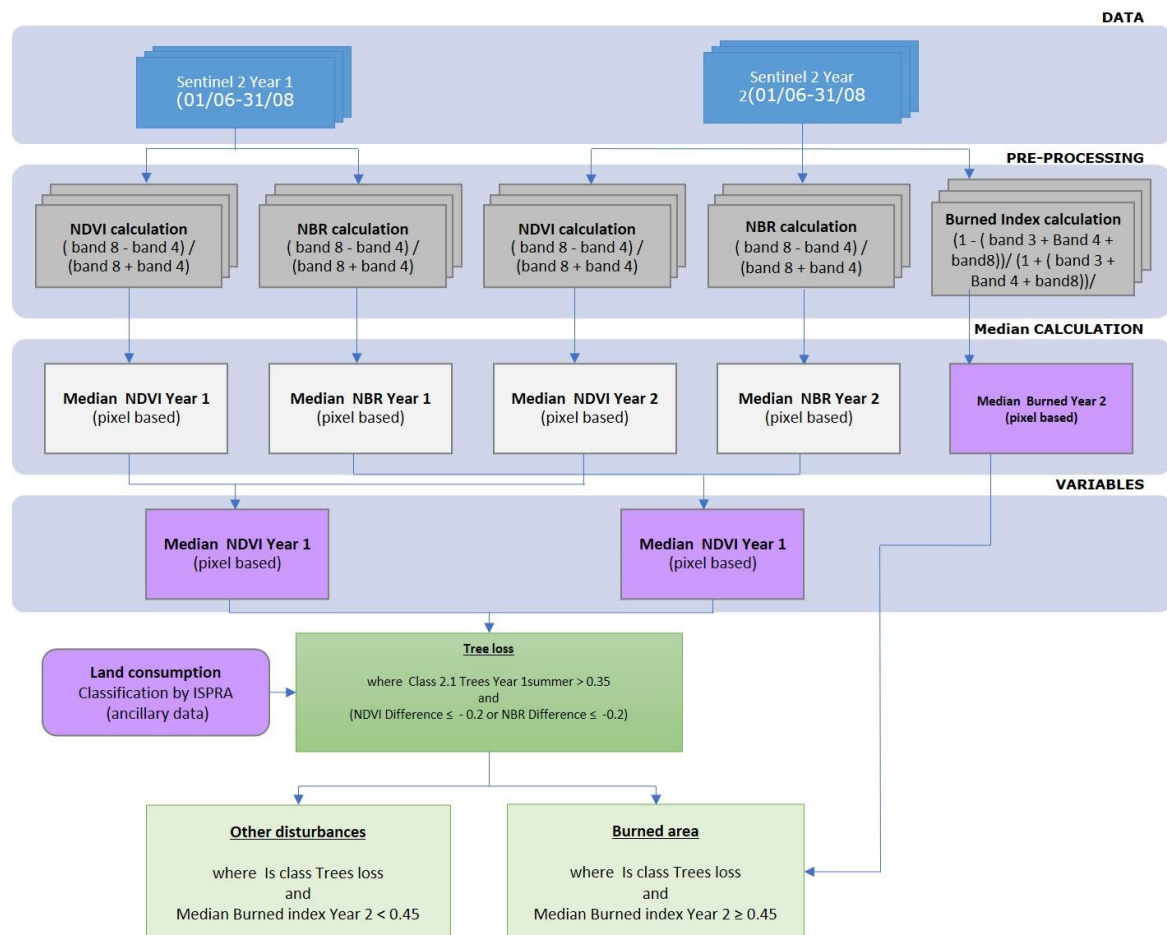 DATA
Sentinel 2 Year 1
(01/06-31/08
Sentinel 2 Year
2(01/06-31/08
PRE-PROCESSING
NDVI calculation
( band 8 - band 4) /
(band 8 + band 4)
NBR calculation
( band 8 - band 4) /
(band 8 + band 4)
NDVI calculation
( band 8 - band 4) /
(band 8 + band 4)
NBR calculation
( band 8 - band 4) /
(band 8 + band 4)
Burned Index calculation
(1 - ( band 3 + Band 4 +
band8))/ (1 + ( band 3 +
Band 4 + band8))/
Median CALCULATION
Median NDVI Year 1
(pixel based)
Median NBR Year 1
(pixel based)
Median NDVI Year 2
(pixel based)
Median NBR Year 2
(pixel based)
Median Burned Year 2
(pixel based)
VARIABLES
Median NDVI Year 1
(pixel based)
Median NDVI Year 1
(pixel based)
Land consumption
Classification by ISPRA
(ancillary data)
Tree loss
where Class 2.1 Trees Year 1summer > 0.35
and
(NDVI Difference ≤ - 0.2 or NBR Difference ≤ -0.2)
Other disturbances
where Is class Trees loss
and
Median Burned index Year 2 < 0.45
Burned area
where Is class Trees loss
and
Median Burned index Year 2 ≥ 0.45